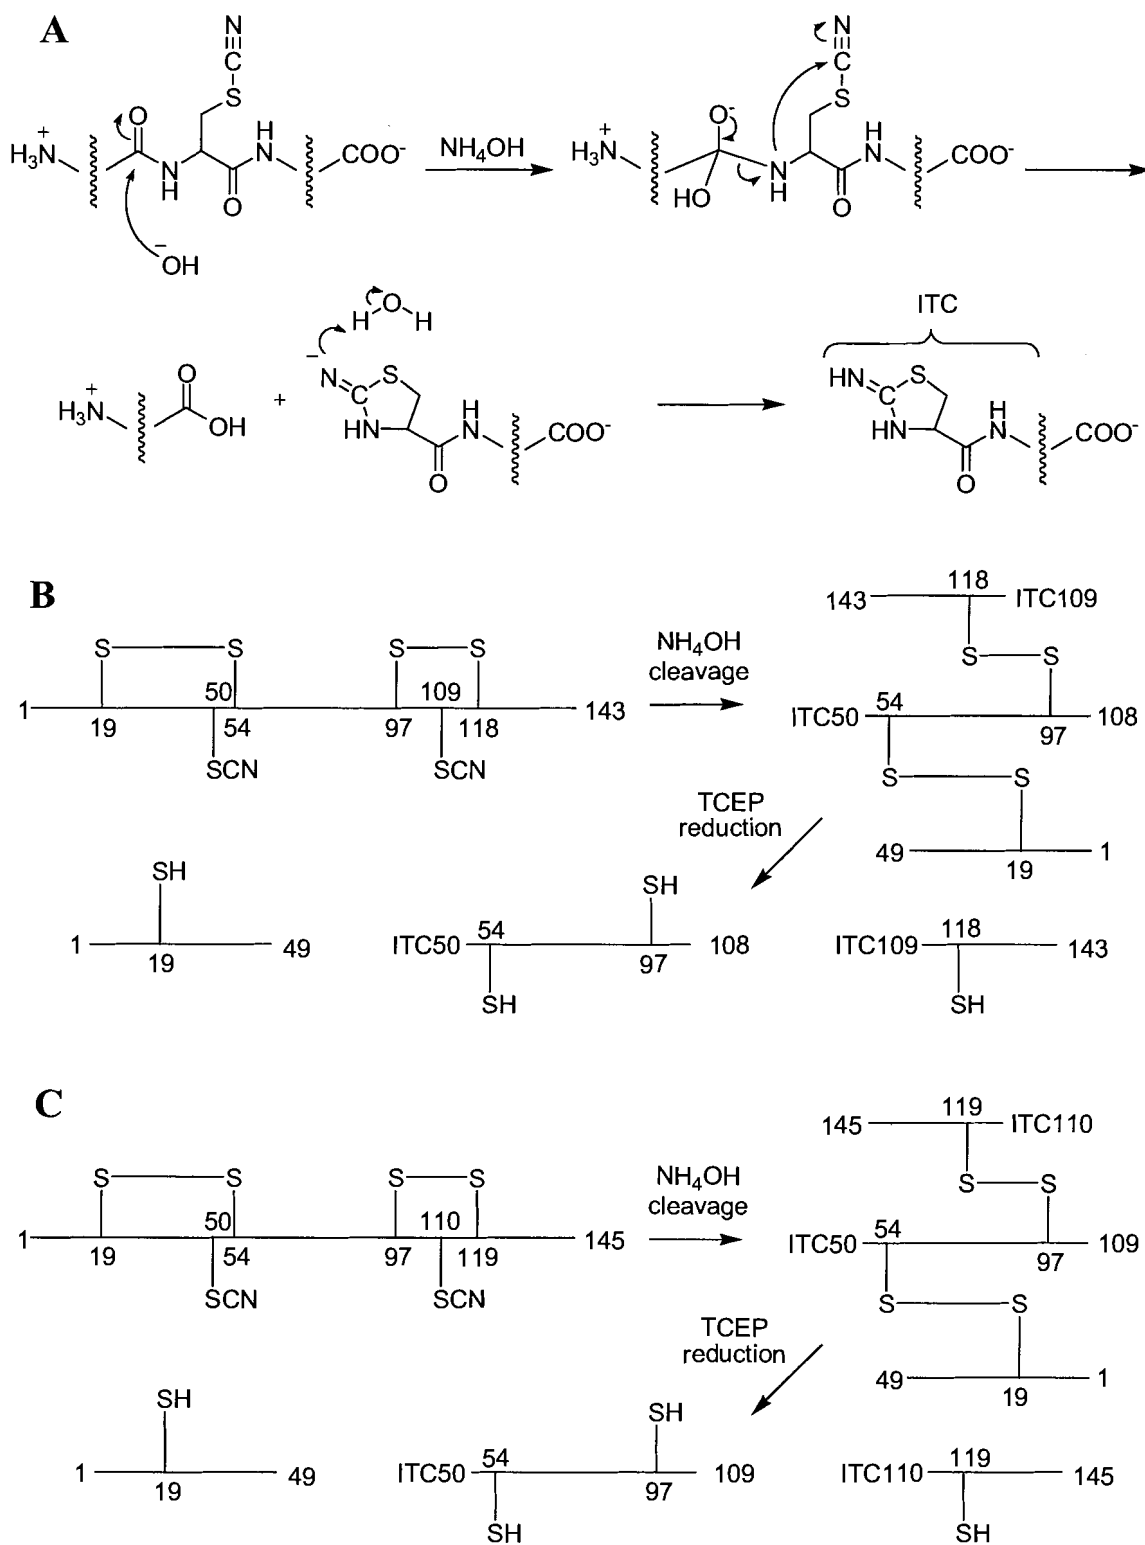 A
N
C
S
O
H
N
H₃N⁺
N
H
O
COO⁻
⁻OH
NH₄OH
N
C
S
O⁻
H
N
H₃N⁺
HO
N
H
O
COO⁻
H O H
O
H₃N⁺
OH
+
⁻
N
S
C
HN
H
N
O
COO⁻
ITC
HN
S
C
HN
H
N
O
COO⁻
B
S S S S
1 19 50 54 97 109 118 143
SCN SCN
NH₄OH
cleavage
118
143 ITC109
S S
54
ITC50 108
97
S S
49 1
19
TCEP
reduction
SH
1 49
19
SH
54
ITC50 108
97
SH
118
ITC109 143
SH
C
S S S S
1 19 50 54 97 110 119 145
SCN SCN
NH₄OH
cleavage
119
145 ITC110
S S
54
ITC50 109
97
S S
49 1
19
TCEP
reduction
SH
1 49
19
SH
54
ITC50 109
97
SH
119
ITC110 145
SH